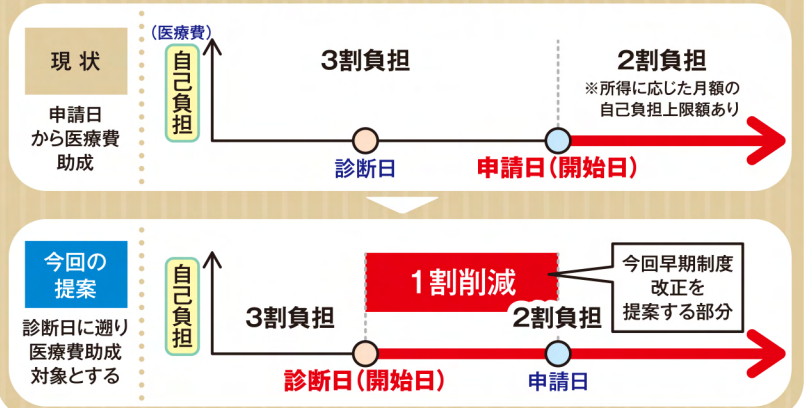 現状
申請日
から医療費
助成
(医療費)
自己負担
3割負担
2割負担
※所得に応じた月額の
自己負担上限額あり
診断日
申請日(開始日)
今回の
提案
診断日に遡り
医療費助成
対象とする
自己負担
3割負担
1割削減
2割負担
今回早期制度
改正を
提案する部分
診断日(開始日)
申請日